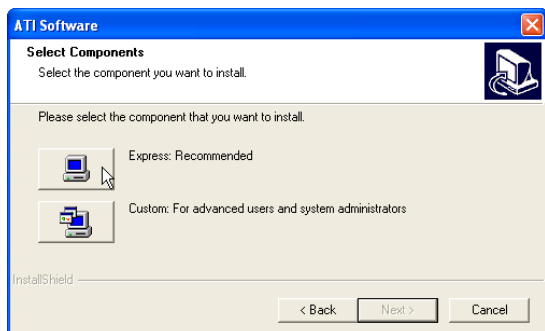 ATI Software
Select Components
Select the component you want to install.
Please select the component that you want to install.
Express: Recommended
Custom: For advanced users and system administrators
InstallShield
< Back
Next >
Cancel